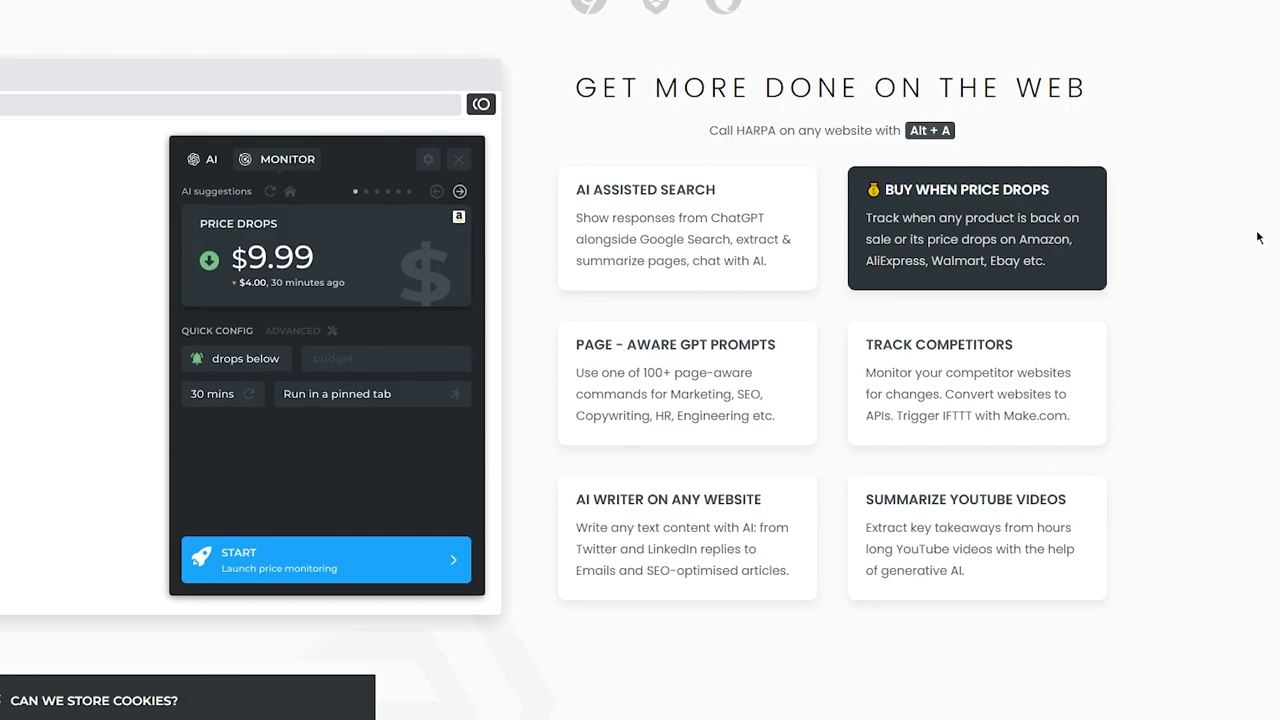 GET MORE DONE ON THE WEB
Call HARPA on any website with Alt + A
AI MONITOR
AI suggestions
PRICE DROPS
a
$9.99
$
▾ $4.00, 30 minutes ago
QUICK CONFIG ADVANCED
drops below budget
30 mins Run in a pinned tab
START
Launch price monitoring
AI ASSISTED SEARCH
Show responses from ChatGPT
alongside Google Search, extract &
summarize pages, chat with AI.
💰 BUY WHEN PRICE DROPS
Track when any product is back on
sale or its price drops on Amazon,
AliExpress, Walmart, Ebay etc.
PAGE - AWARE GPT PROMPTS
Use one of 100+ page-aware
commands for Marketing, SEO,
Copywriting, HR, Engineering etc.
TRACK COMPETITORS
Monitor your competitor websites
for changes. Convert websites to
APIs. Trigger IFTTT with Make.com.
AI WRITER ON ANY WEBSITE
Write any text content with AI: from
Twitter and LinkedIn replies to
Emails and SEO-optimised articles.
SUMMARIZE YOUTUBE VIDEOS
Extract key takeaways from hours
long YouTube videos with the help
of generative AI.
CAN WE STORE COOKIES?